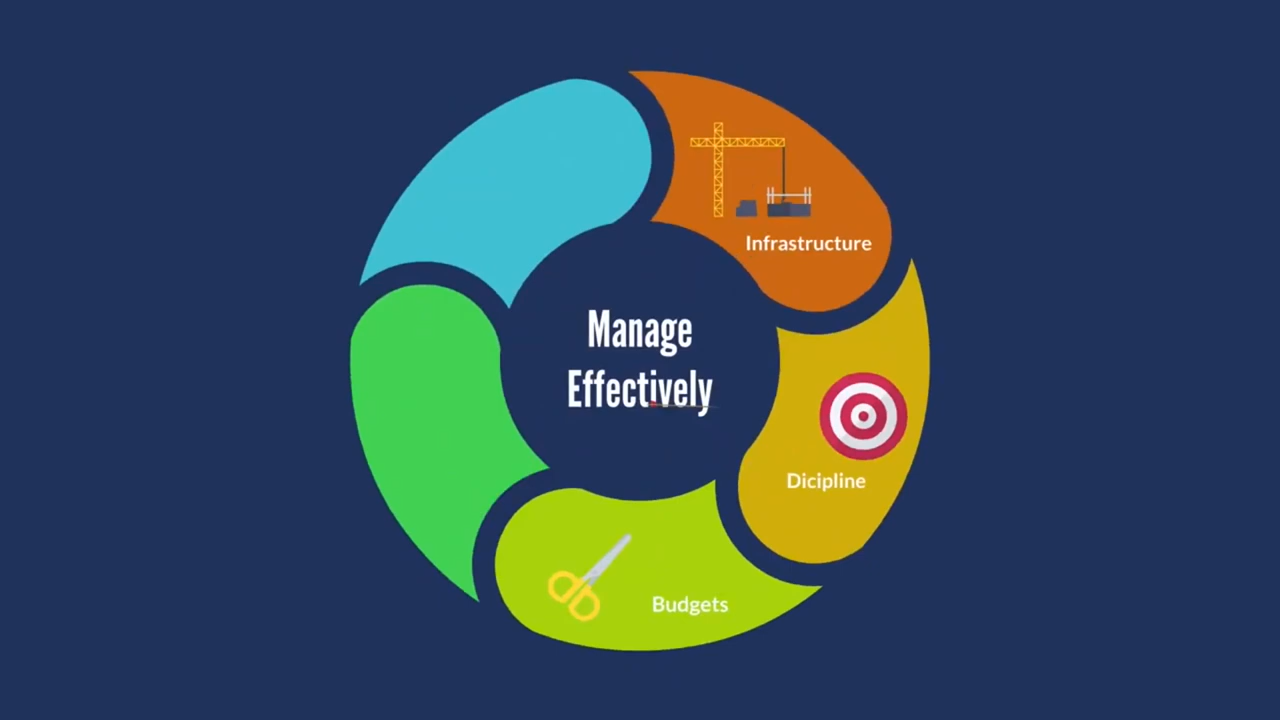 Infrastructure
Manage
Effectively
Dicipline
Budgets